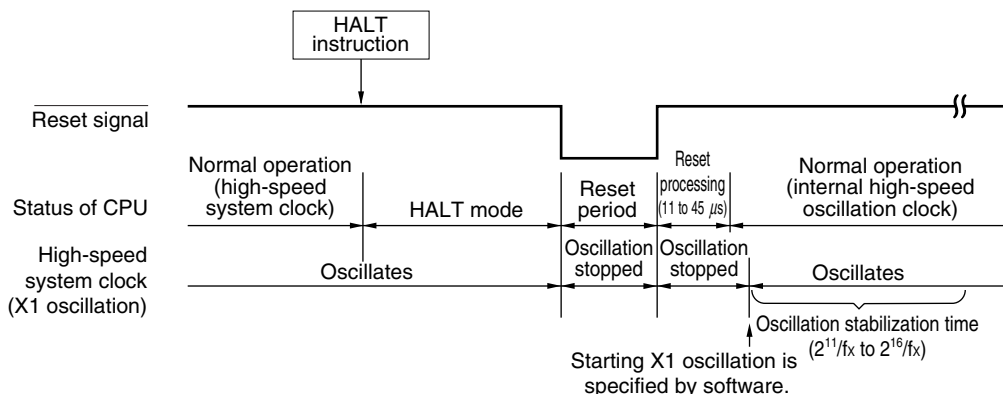 HALT
instruction
Reset signal
Status of CPU
Normal operation
(high-speed
system clock)
HALT mode
Reset
period
Reset
processing
(11 to 45 µs)
Normal operation
(internal high-speed
oscillation clock)
High-speed
system clock
(X1 oscillation)
Oscillates
Oscillation
stopped
Oscillation
stopped
Oscillates
Oscillation stabilization time
(2¹¹/fX to 2¹⁶/fX)
Starting X1 oscillation is
specified by software.